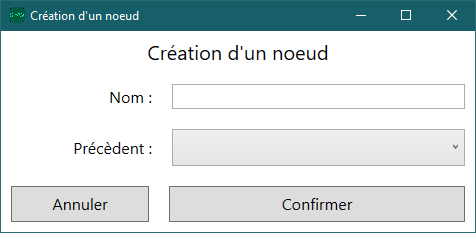 Création d'un noeud
Création d'un noeud
Nom :
Précèdent :
Annuler Confirmer